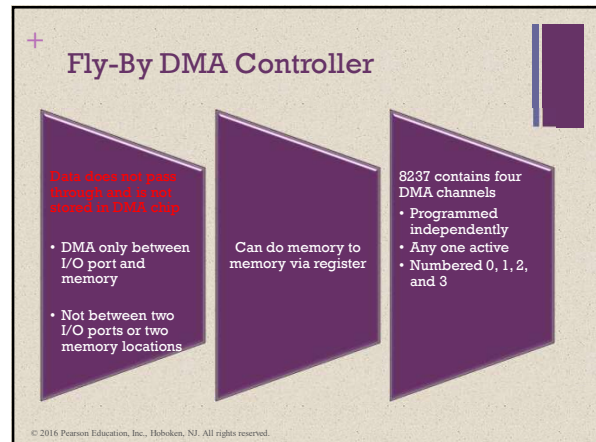 +
Fly-By DMA Controller
Data does not pass
through and is not
stored in DMA chip
• DMA only between
I/O port and
memory
• Not between two
I/O ports or two
memory locations
Can do memory to
memory via register
8237 contains four
DMA channels
• Programmed
independently
• Any one active
• Numbered 0, 1, 2,
and 3
© 2016 Pearson Education, Inc., Hoboken, NJ. All rights reserved.